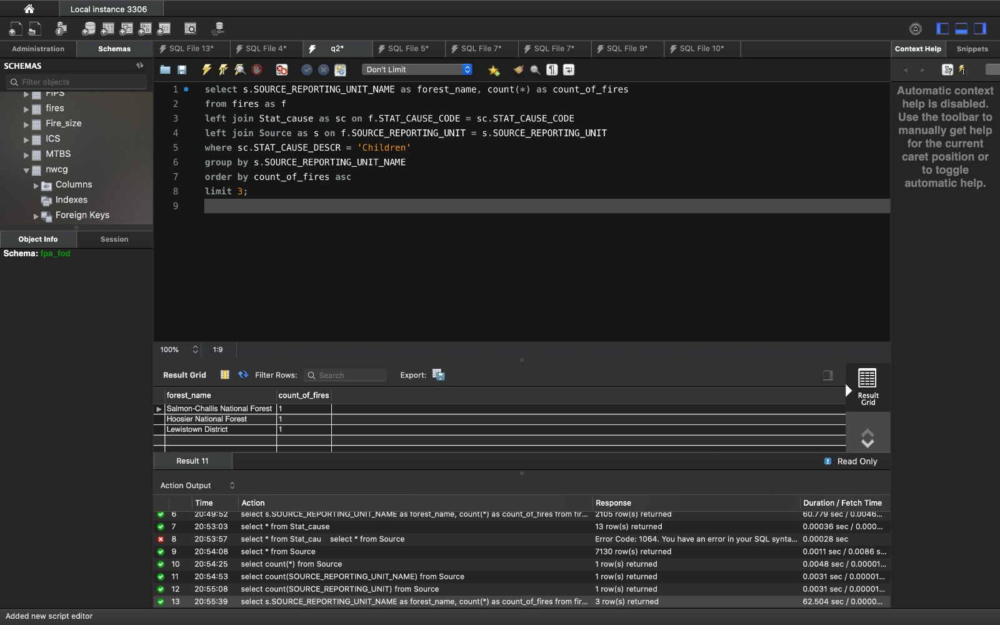 Local instance 3306
Administration
Schemas
SQL File 13*
SQL File 4*
q2*
SQL File 5*
SQL File 7*
SQL File 7*
SQL File 9*
SQL File 10*
Context Help
Snippets
SCHEMAS
Filter objects
FIPS
fires
Fire_size
ICS
MTBS
nwcg
Columns
Indexes
Foreign Keys
Object Info
Session
Schema: fpa_fod
Don't Limit
1 select s.SOURCE_REPORTING_UNIT_NAME as forest_name, count(*) as count_of_fires
2 from fires as f
3 left join Stat_cause as sc on f.STAT_CAUSE_CODE = sc.STAT_CAUSE_CODE
4 left join Source as s on f.SOURCE_REPORTING_UNIT = s.SOURCE_REPORTING_UNIT
5 where sc.STAT_CAUSE_DESCR = 'Children'
6 group by s.SOURCE_REPORTING_UNIT_NAME
7 order by count_of_fires asc
8 limit 3;
9
Automatic context
help is disabled.
Use the toolbar to
manually get help
for the current
caret position or
to toggle
automatic help.
100%
1:9
Result Grid
Filter Rows:
Search
Export:
Result
Grid
forest_name count_of_fires
Salmon-Challis National Forest 1
Hoosier National Forest 1
Lewistown District 1
Result 11
Read Only
Action Output
Time Action Response Duration / Fetch Time
6 20:49:52 select s.SOURCE_REPORTING_UNIT_NAME as forest_name, count(*) as count_of_fires from fir... 2105 row(s) returned 60.779 sec / 0.0046...
7 20:53:03 select * from Stat_cause 13 row(s) returned 0.00036 sec / 0.000...
8 20:53:57 select * from Stat_cau select * from Source Error Code: 1064. You have an error in your SQL synta... 0.00028 sec
9 20:54:08 select * from Source 7130 row(s) returned 0.0011 sec / 0.0086 s...
10 20:54:25 select count(*) from Source 1 row(s) returned 0.0048 sec / 0.00001...
11 20:54:53 select count(SOURCE_REPORTING_UNIT_NAME) from Source 1 row(s) returned 0.0031 sec / 0.00001...
12 20:55:08 select count(SOURCE_REPORTING_UNIT) from Source 1 row(s) returned 0.0031 sec / 0.00001...
13 20:55:39 select s.SOURCE_REPORTING_UNIT_NAME as forest_name, count(*) as count_of_fires from fir... 3 row(s) returned 62.504 sec / 0.0000...
Added new script editor